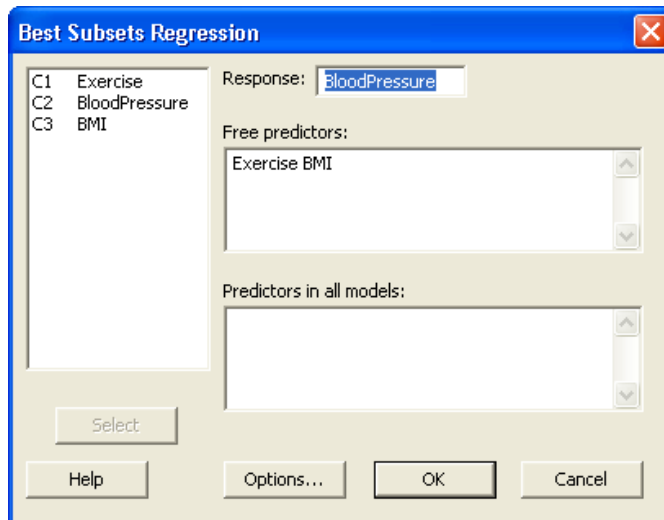 Best Subsets Regression
C1 Exercise
C2 BloodPressure
C3 BMI
Response: BloodPressure
Free predictors:
Exercise BMI
Predictors in all models:
Select
Help Options... OK Cancel